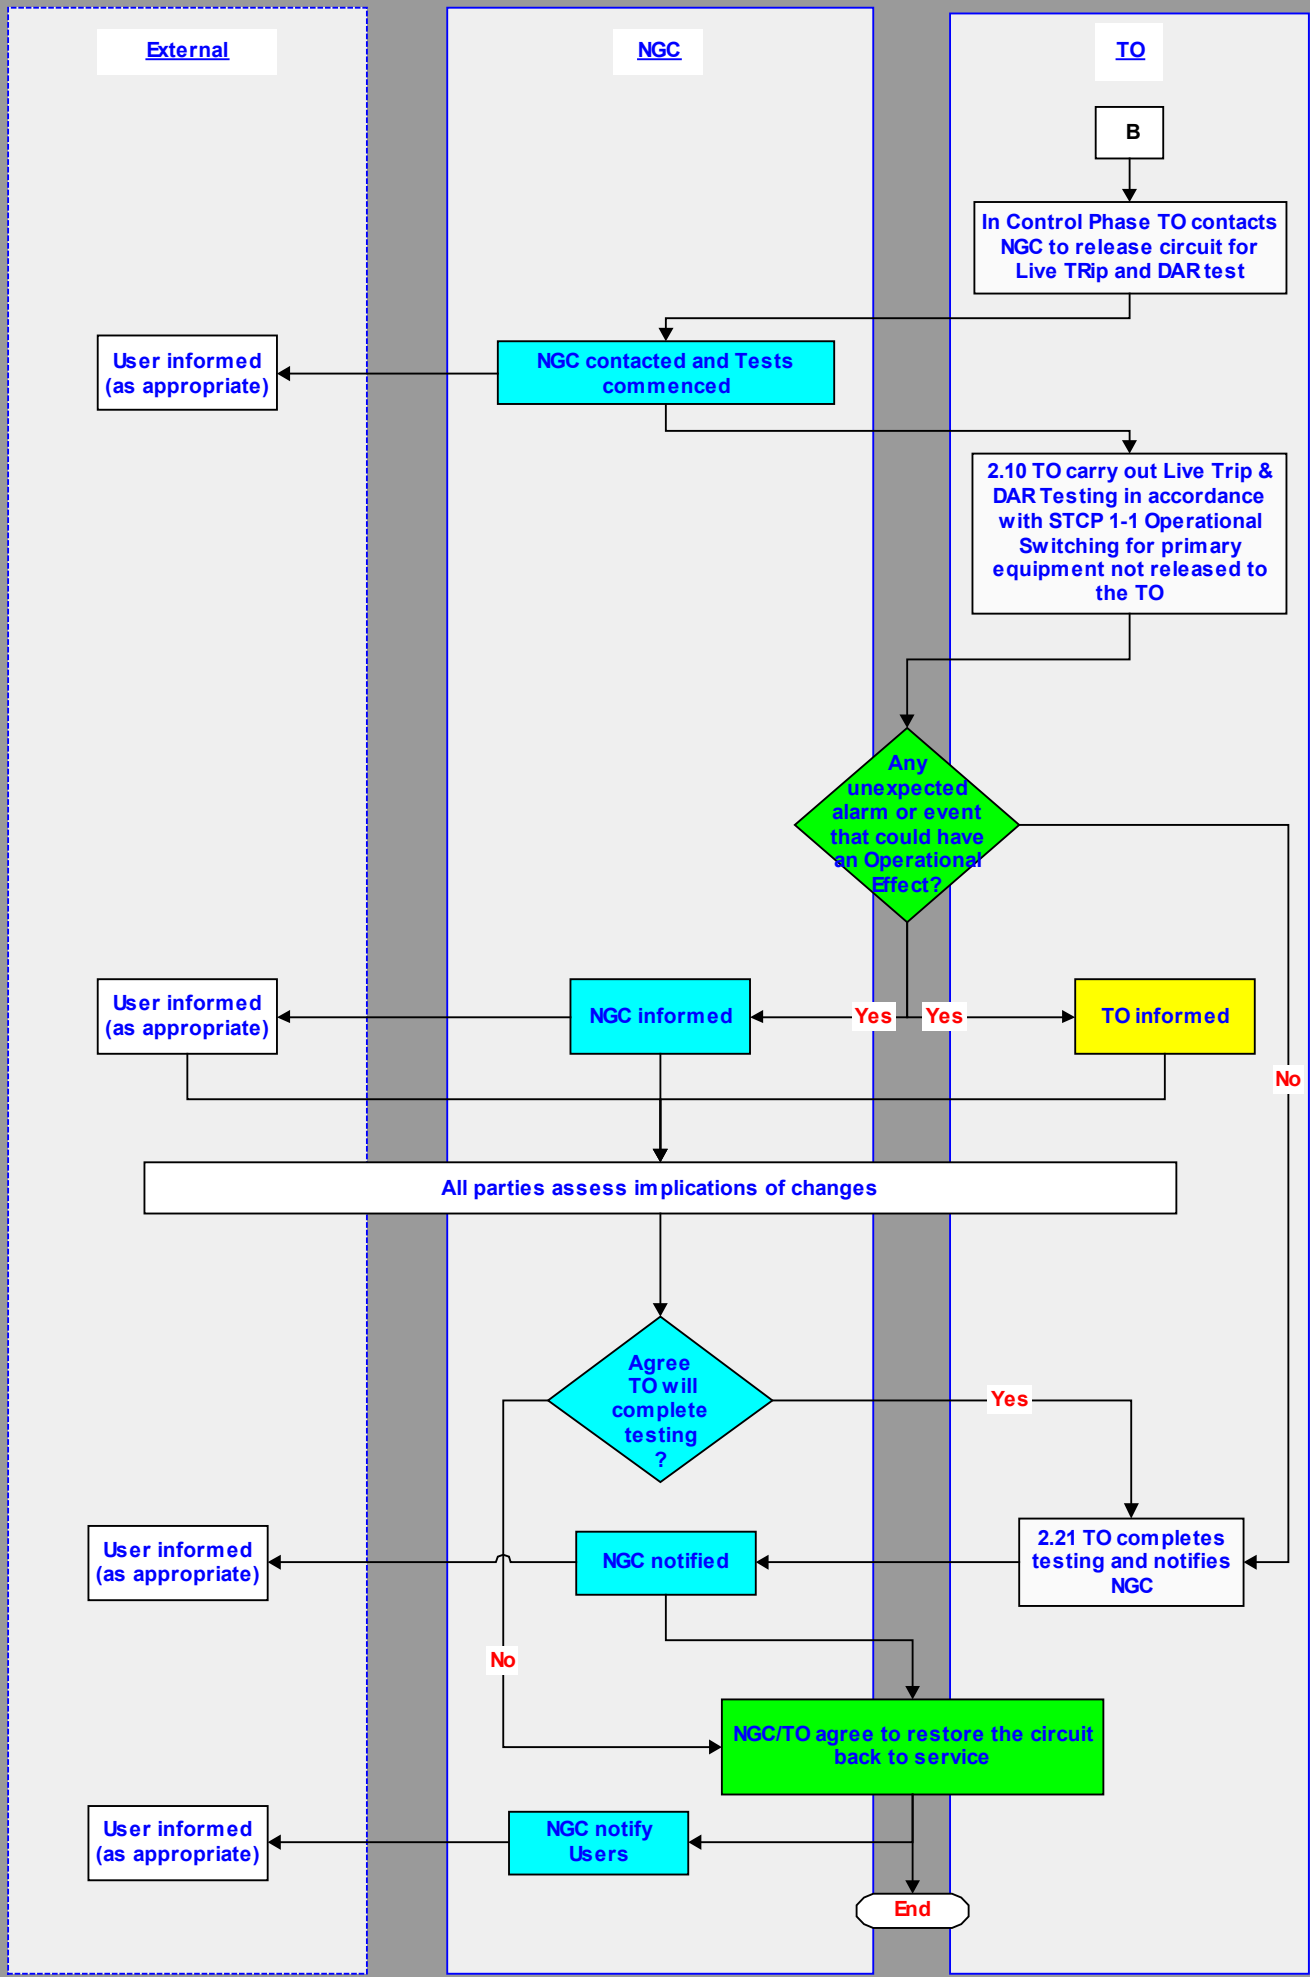 External
NGC
TO
B
In Control Phase TO contacts
NGC to release circuit for
Live TRip and DAR test
User informed
(as appropriate)
NGC contacted and Tests
commenced
2.10 TO carry out Live Trip &
DAR Testing in accordance
with STCP 1-1 Operational
Switching for primary
equipment not released to
the TO
Any
unexpected
alarm or event
that could have
an Operational
Effect?
User informed
(as appropriate)
NGC informed
Yes
Yes
TO informed
No
All parties assess implications of changes
Agree
TO will
complete
testing
?
Yes
User informed
(as appropriate)
NGC notified
2.21 TO completes
testing and notifies
NGC
No
NGC/TO agree to restore the circuit
back to service
User informed
(as appropriate)
NGC notify
Users
End